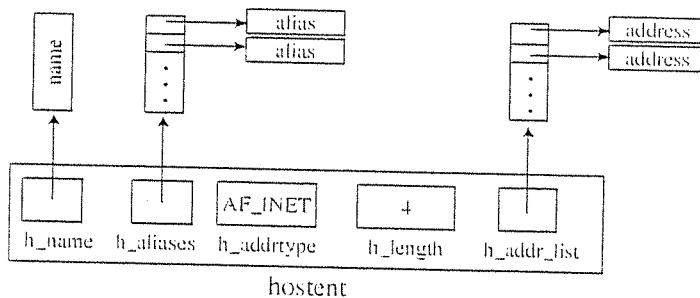 name
alias
alias
address
address
AF_INET
4
h_name
h_aliases
h_addrtype
h_length
h_addr_list
hostent